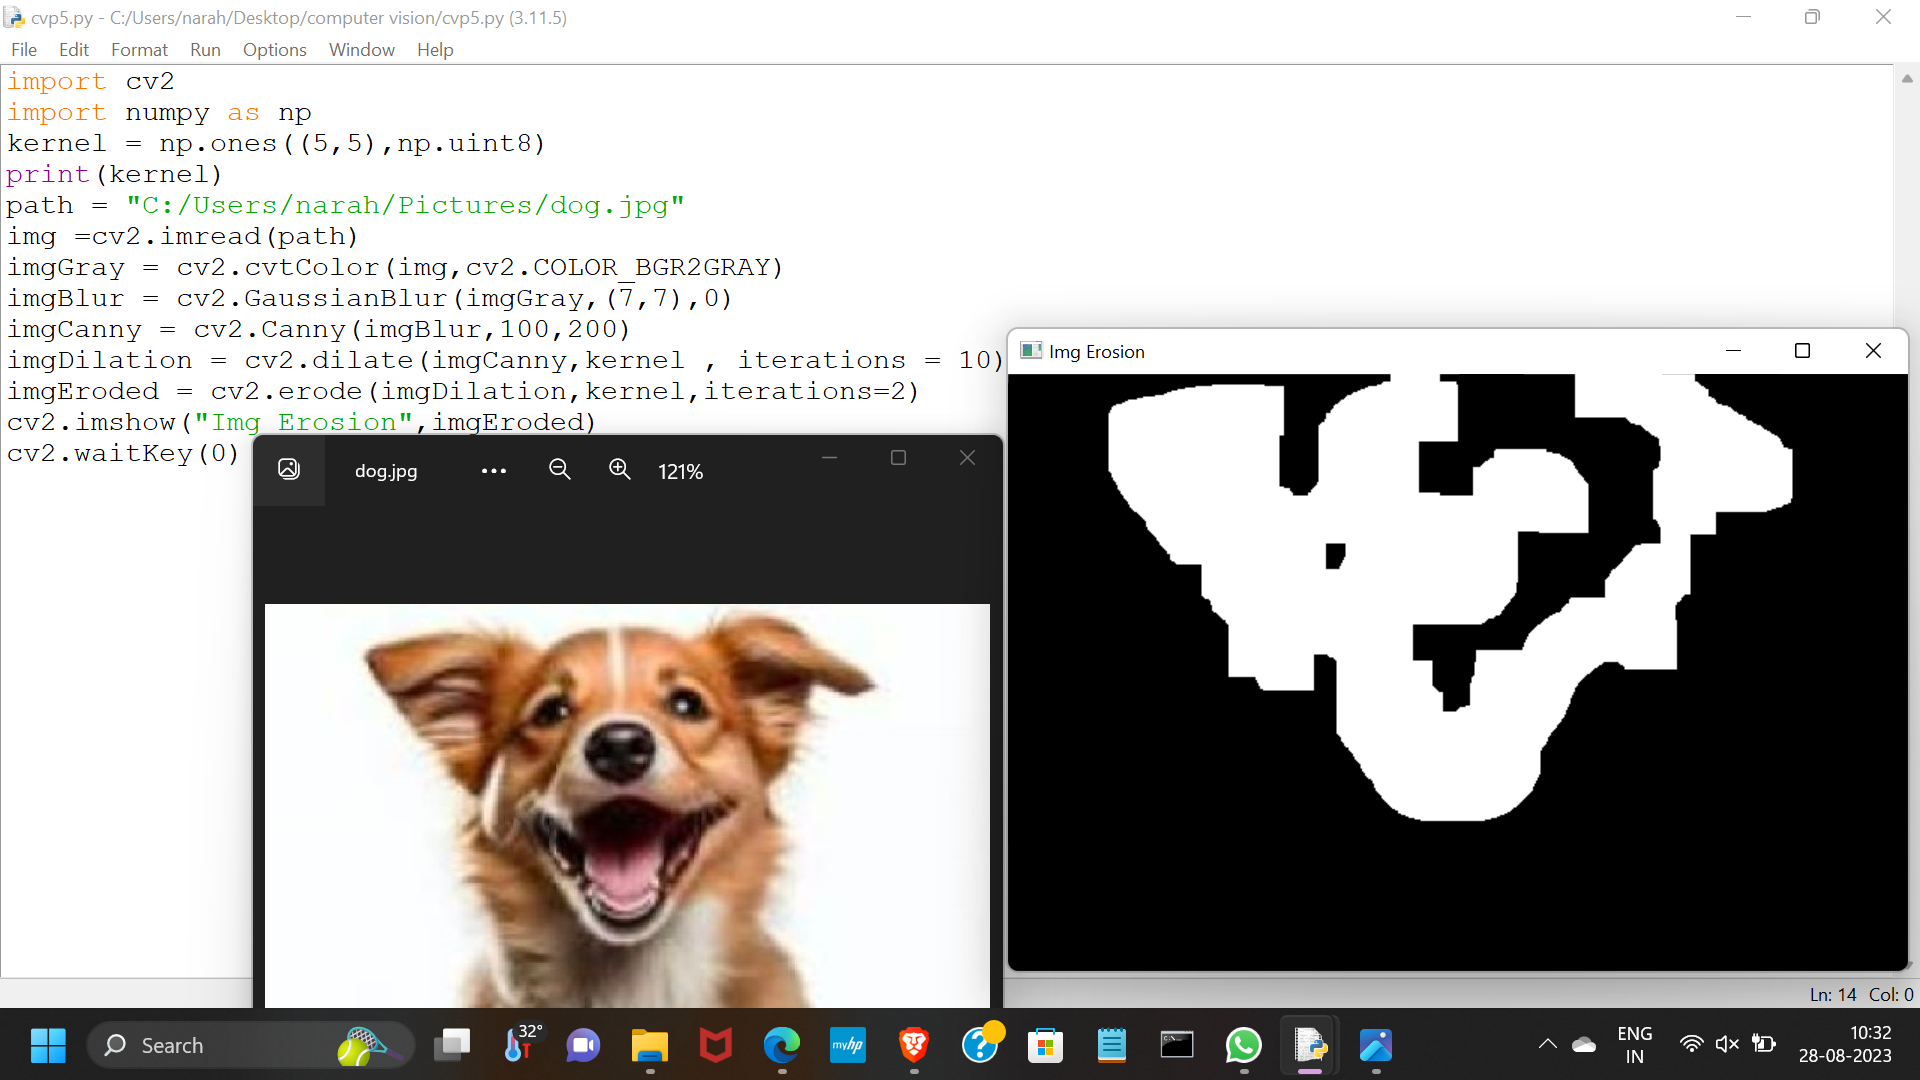 cvp5.py - C:/Users/narah/Desktop/computer vision/cvp5.py (3.11.5)
File Edit Format Run Options Window Help
import cv2
import numpy as np
kernel = np.ones((5,5),np.uint8)
print(kernel)
path = "C:/Users/narah/Pictures/dog.jpg"
img =cv2.imread(path)
imgGray = cv2.cvtColor(img,cv2.COLOR_BGR2GRAY)
imgBlur = cv2.GaussianBlur(imgGray,(7,7),0)
imgCanny = cv2.Canny(imgBlur,100,200)
imgDilation = cv2.dilate(imgCanny,kernel , iterations = 10)
imgEroded = cv2.erode(imgDilation,kernel,iterations=2)
cv2.imshow("Img Erosion",imgEroded)
cv2.waitKey(0)
Img Erosion
dog.jpg ... 121%
Ln: 14 Col: 0
Search
32°
myhp
C:\
ENG
IN
10:32
28-08-2023